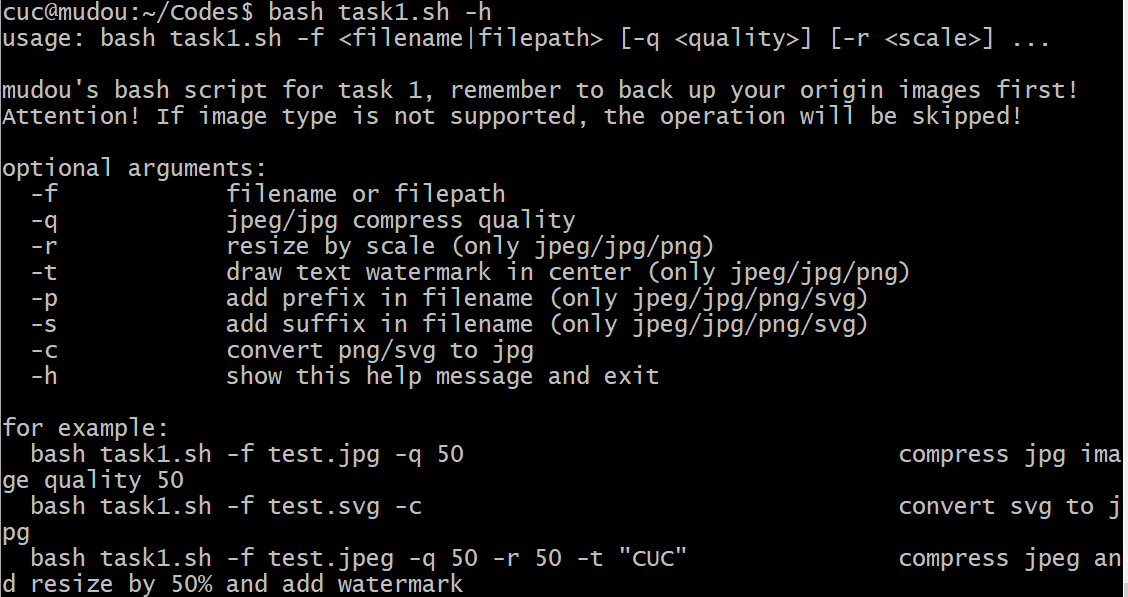 cuc@mudou:~/Codes$ bash task1.sh -h
usage: bash task1.sh -f <filename|filepath> [-q <quality>] [-r <scale>] ...
mudou's bash script for task 1, remember to back up your origin images first!
Attention! If image type is not supported, the operation will be skipped!
optional arguments:
  -f            filename or filepath
  -q            jpeg/jpg compress quality
  -r            resize by scale (only jpeg/jpg/png)
  -t            draw text watermark in center (only jpeg/jpg/png)
  -p            add prefix in filename (only jpeg/jpg/png/svg)
  -s            add suffix in filename (only jpeg/jpg/png/svg)
  -c            convert png/svg to jpg
  -h            show this help message and exit
for example:
  bash task1.sh -f test.jpg -q 50                               compress jpg ima
ge quality 50
  bash task1.sh -f test.svg -c                                  convert svg to j
pg
  bash task1.sh -f test.jpeg -q 50 -r 50 -t "CUC"               compress jpeg an
d resize by 50% and add watermark